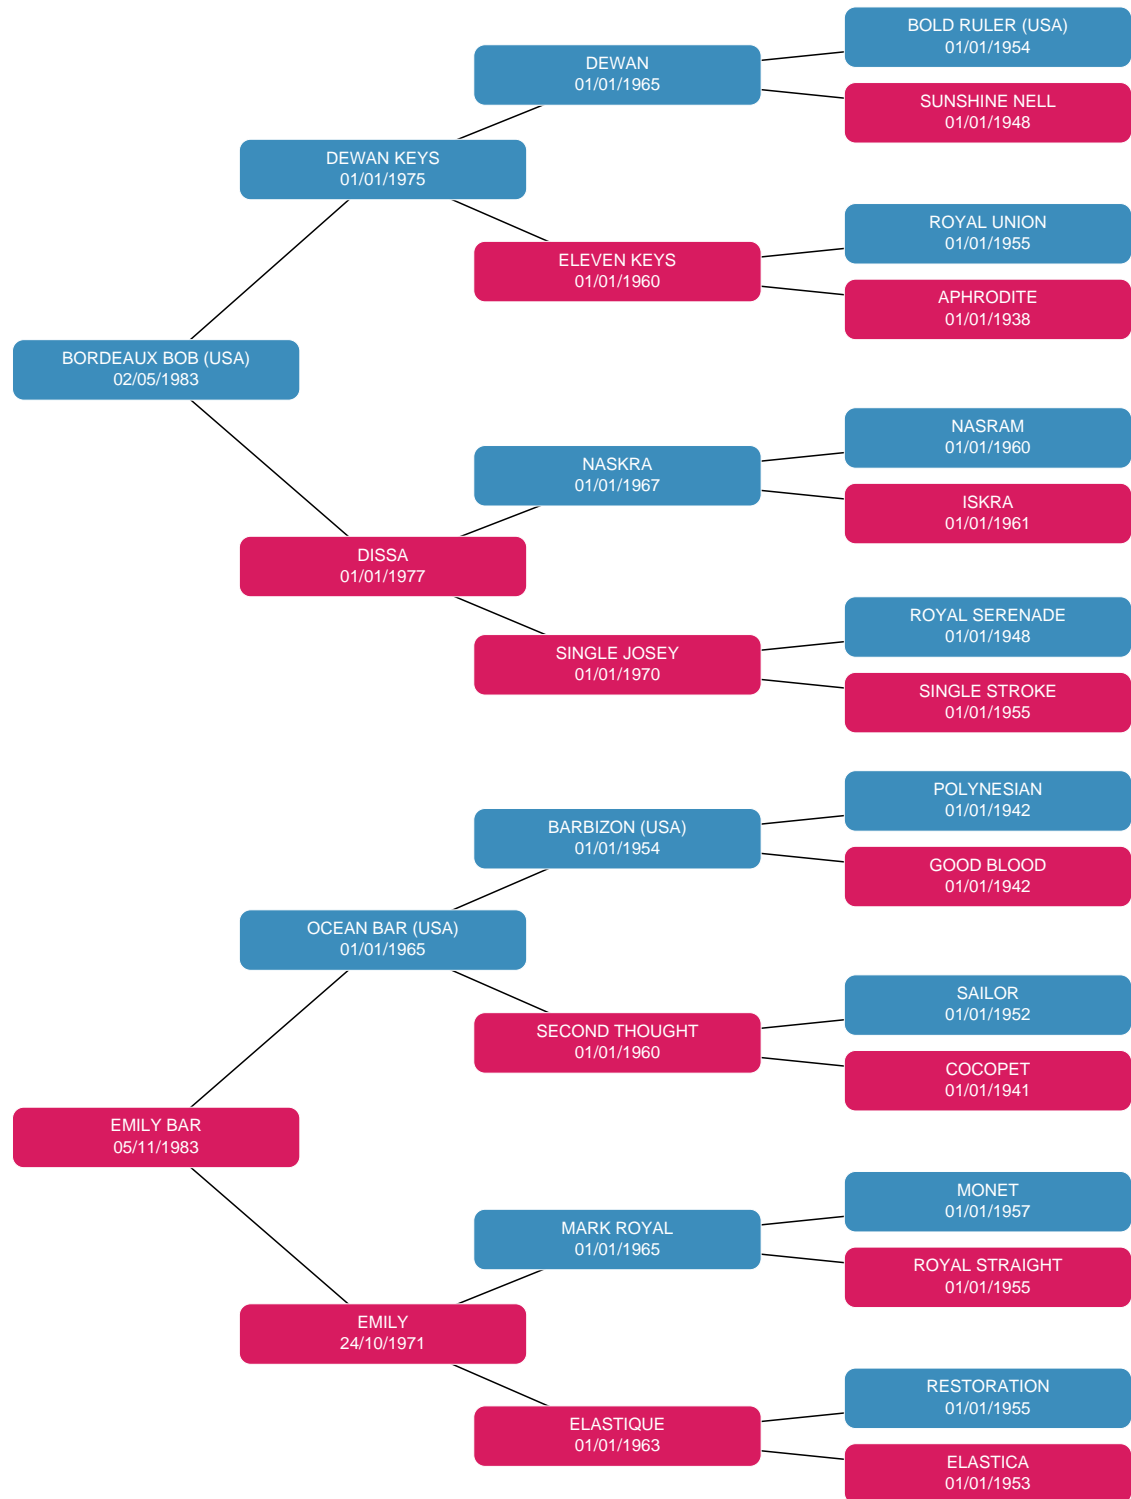 BOLD RULER (USA)
01/01/1954
DEWAN
01/01/1965
SUNSHINE NELL
01/01/1948
DEWAN KEYS
01/01/1975
ROYAL UNION
01/01/1955
ELEVEN KEYS
01/01/1960
APHRODITE
01/01/1938
BORDEAUX BOB (USA)
02/05/1983
NASRAM
01/01/1960
NASKRA
01/01/1967
ISKRA
01/01/1961
DISSA
01/01/1977
ROYAL SERENADE
01/01/1948
SINGLE JOSEY
01/01/1970
SINGLE STROKE
01/01/1955
POLYNESIAN
01/01/1942
BARBIZON (USA)
01/01/1954
GOOD BLOOD
01/01/1942
OCEAN BAR (USA)
01/01/1965
SAILOR
01/01/1952
SECOND THOUGHT
01/01/1960
COCOPET
01/01/1941
EMILY BAR
05/11/1983
MONET
01/01/1957
MARK ROYAL
01/01/1965
ROYAL STRAIGHT
01/01/1955
EMILY
24/10/1971
RESTORATION
01/01/1955
ELASTIQUE
01/01/1963
ELASTICA
01/01/1953